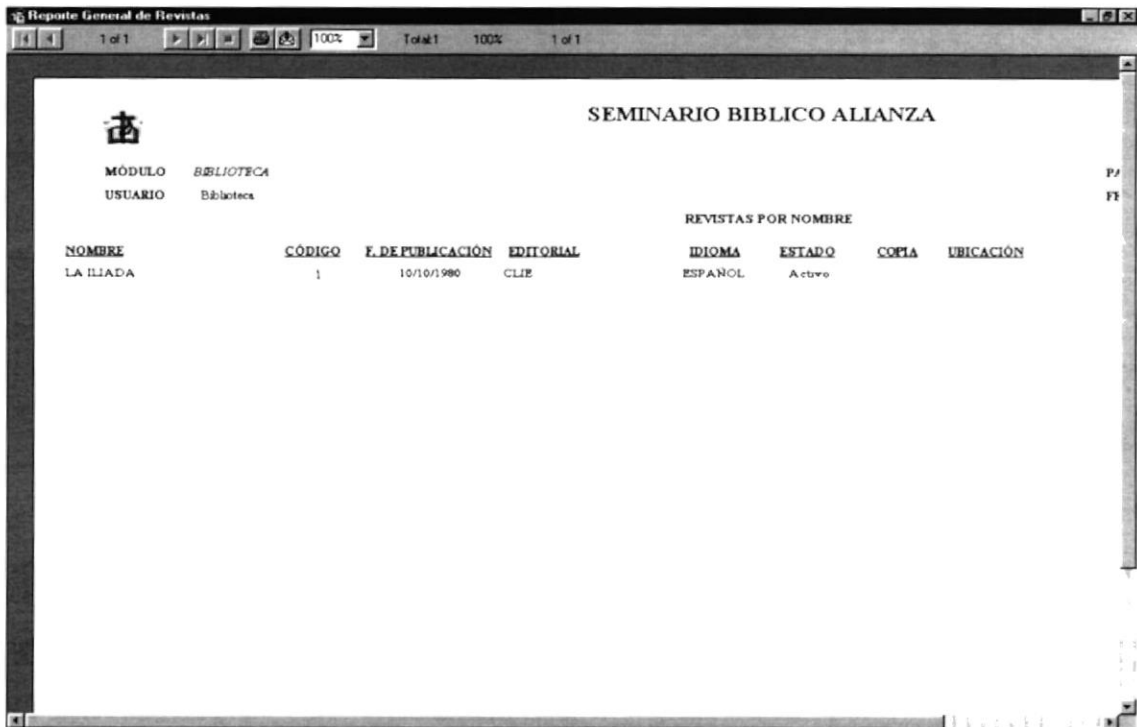 Reporte General de Revistas
1 of 1 100% Total:1 100% 1 of 1
SEMINARIO BIBLICO ALIANZA
MÓDULO BIBLIOTECA
USUARIO Biblioteca
REVISTAS POR NOMBRE
NOMBRE CÓDIGO F. DE PUBLICACIÓN EDITORIAL IDIOMA ESTADO COPIA UBICACIÓN
LA ILIADA 1 10/10/1980 CLIE ESPAÑOL Activo